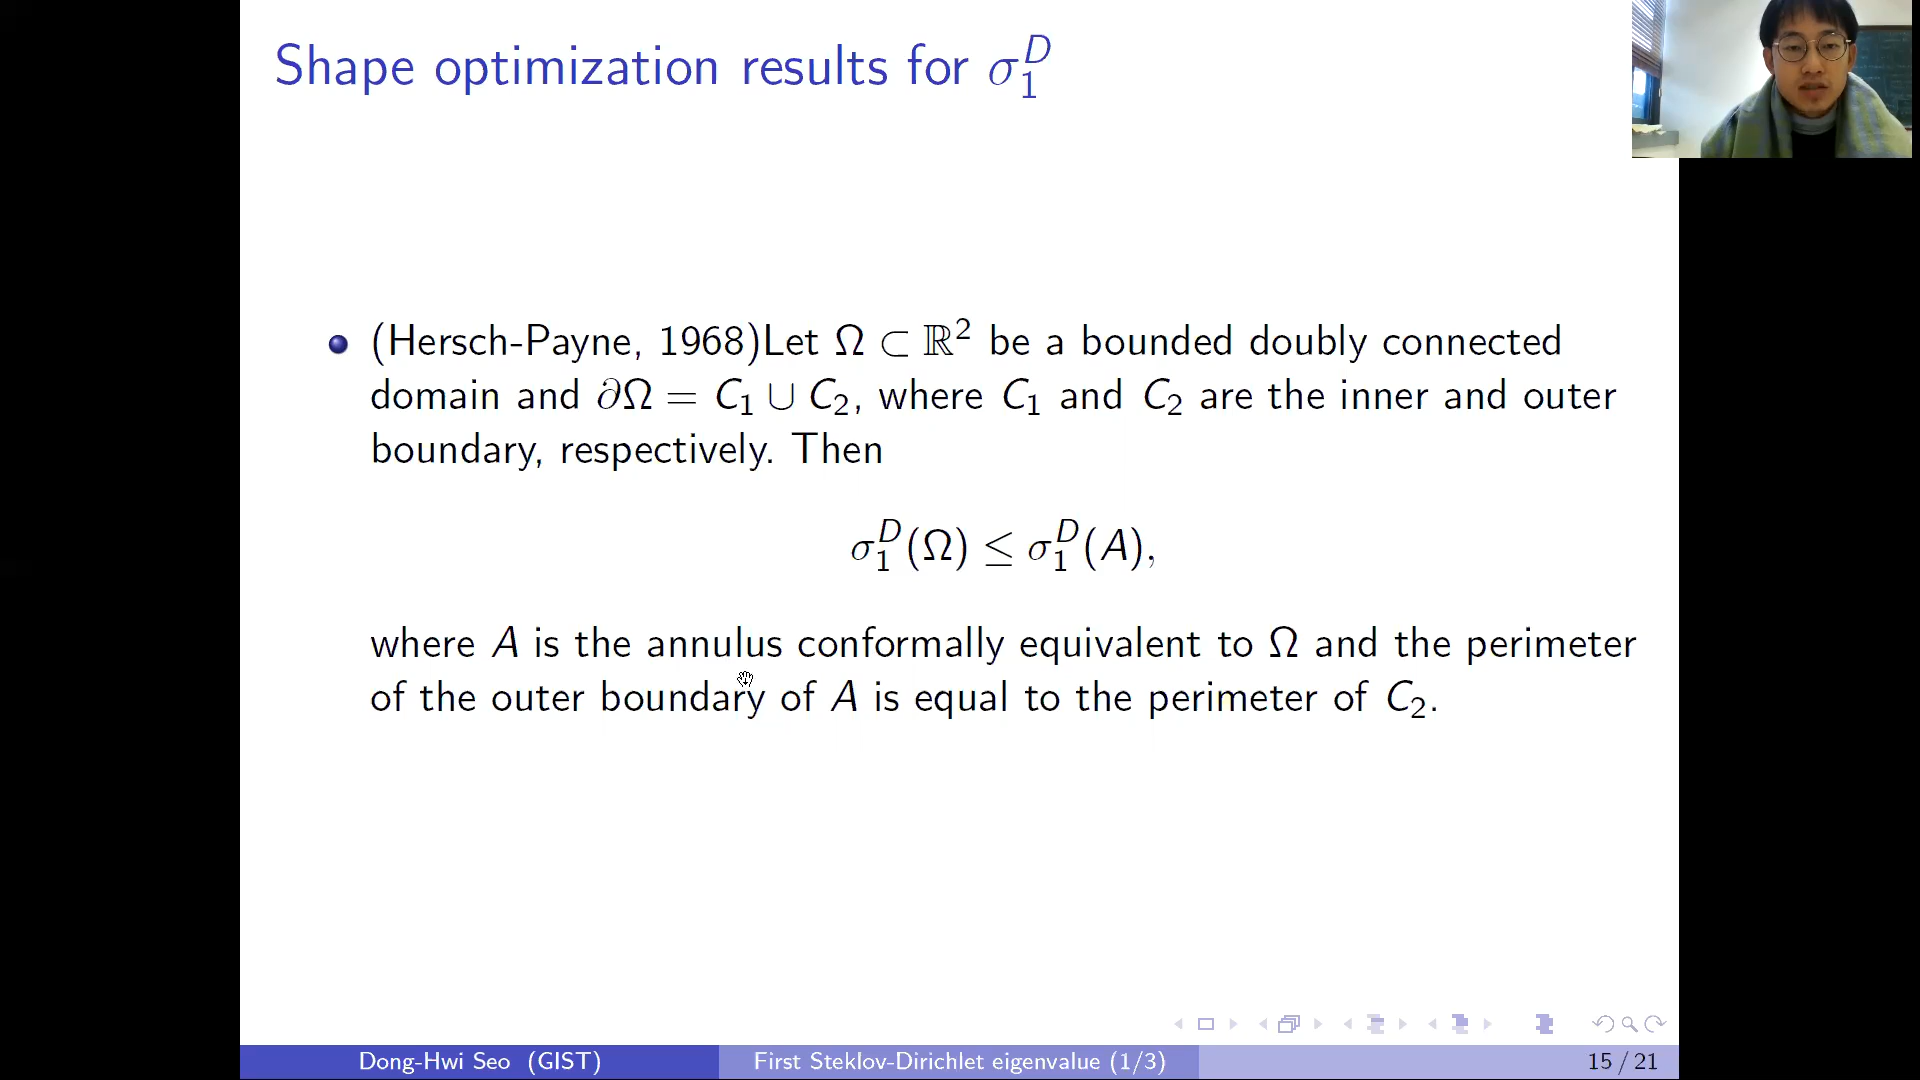 Shape optimization results for σ₁ᴰ
(Hersch-Payne, 1968)Let Ω ⊂ ℝ² be a bounded doubly connected
domain and ∂Ω = C₁ ∪ C₂, where C₁ and C₂ are the inner and outer
boundary, respectively. Then
σ₁ᴰ(Ω) ≤ σ₁ᴰ(A),
where A is the annulus conformally equivalent to Ω and the perimeter
of the outer boundary of A is equal to the perimeter of C₂.
Dong-Hwi Seo (GIST) First Steklov-Dirichlet eigenvalue (1/3) 15 / 21